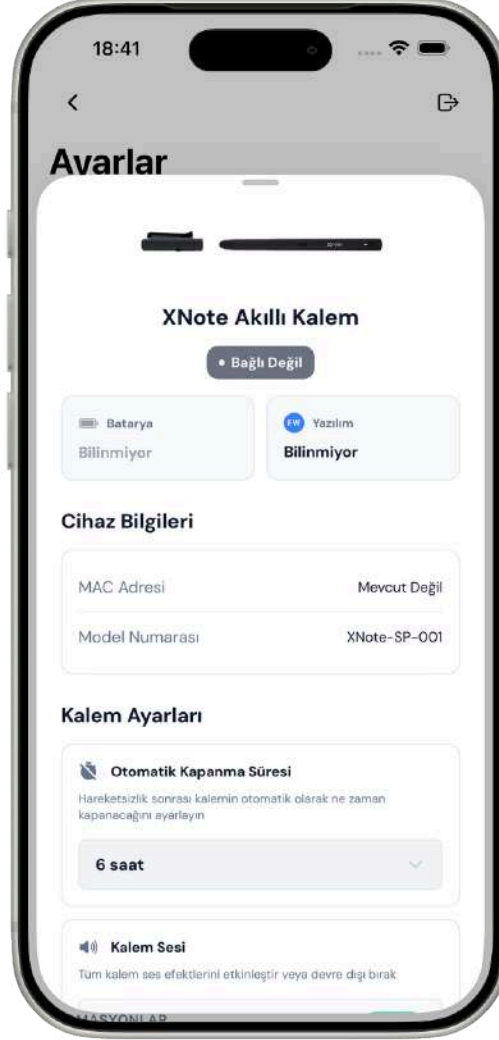 18:41
Ayarlar
XNote Akıllı Kalem
Bağlı Değil
Batarya
Bilinmiyor
FW Yazılım
Bilinmiyor
Cihaz Bilgileri
MAC Adresi Mevcut Değil
Model Numarası XNote-SP-001
Kalem Ayarları
Otomatik Kapanma Süresi
Hareketsizlik sonrası kalemin otomatik olarak ne zaman
kapanacağını ayarlayın
6 saat
Kalem Sesi
Tüm kalem ses efektlerini etkinleştir veya devre dışı bırak